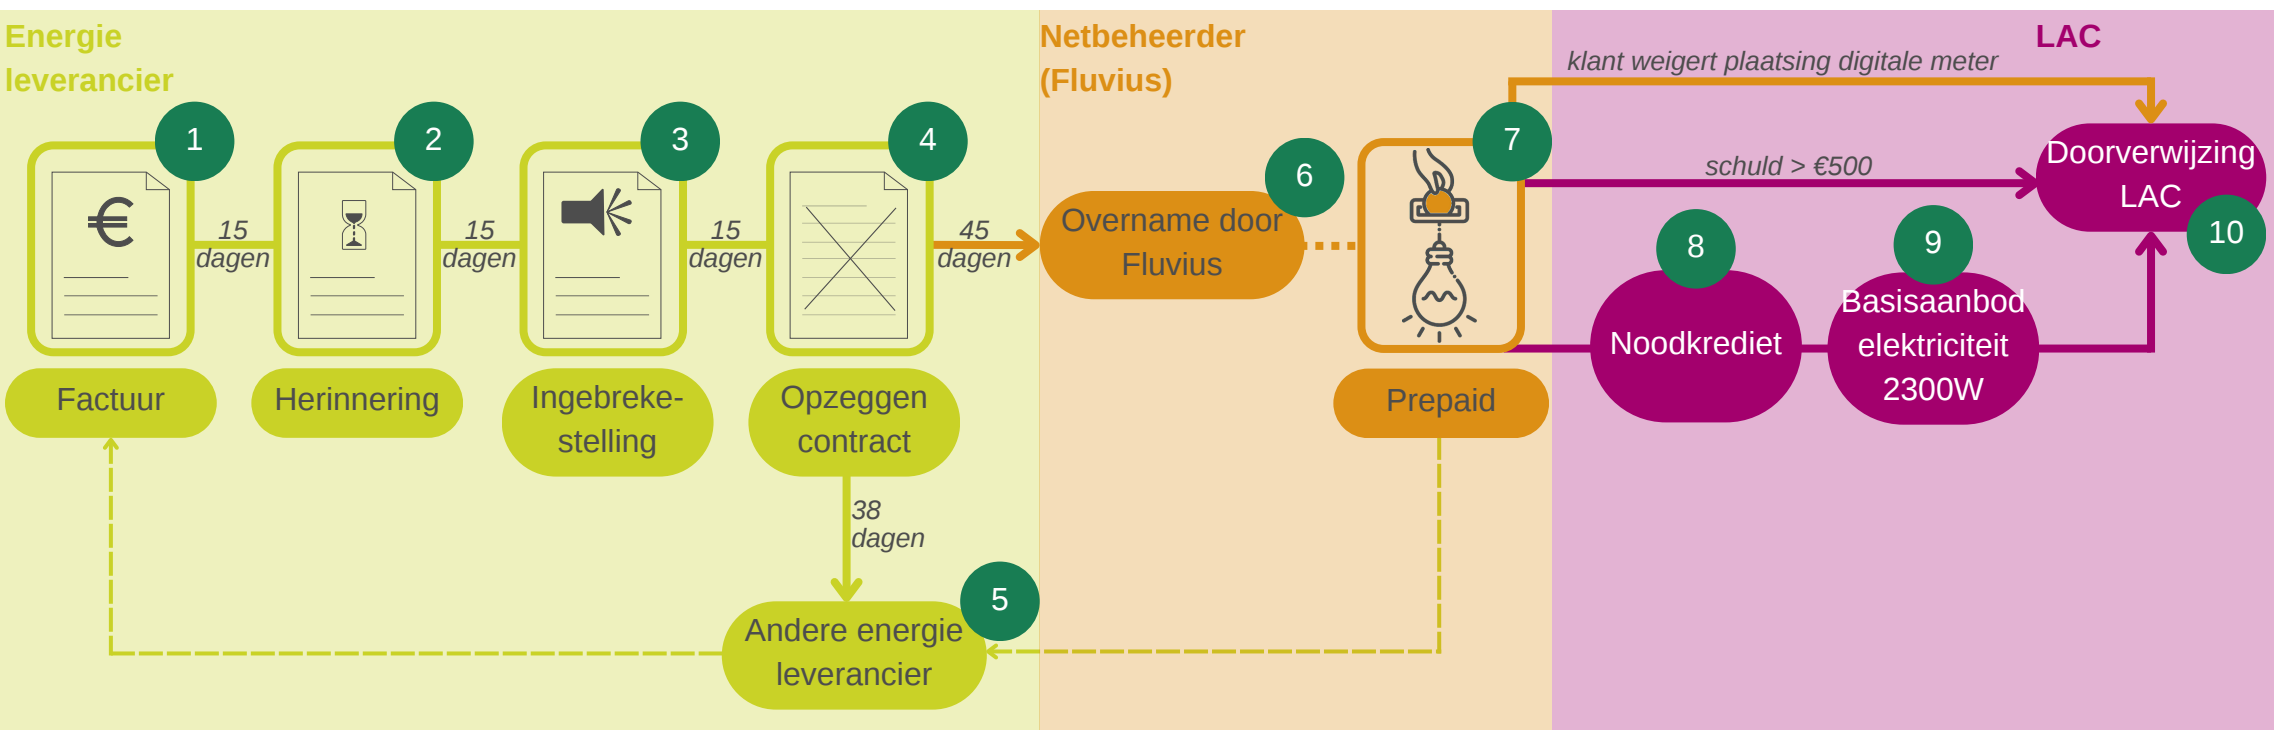 Energie
leverancier
Netbeheerder
(Fluvius)
LAC
klant weigert plaatsing digitale meter
1
2
3
4
6
7
schuld > €500
Doorverwijzing
LAC
10
15
dagen
15
dagen
15
dagen
45
dagen
Overname door
Fluvius
8
9
Noodkrediet
Basisaanbod
elektriciteit
2300W
€
Factuur
Herinnering
Ingebreke-
stelling
Opzeggen
contract
Prepaid
38
dagen
5
Andere energie
leverancier